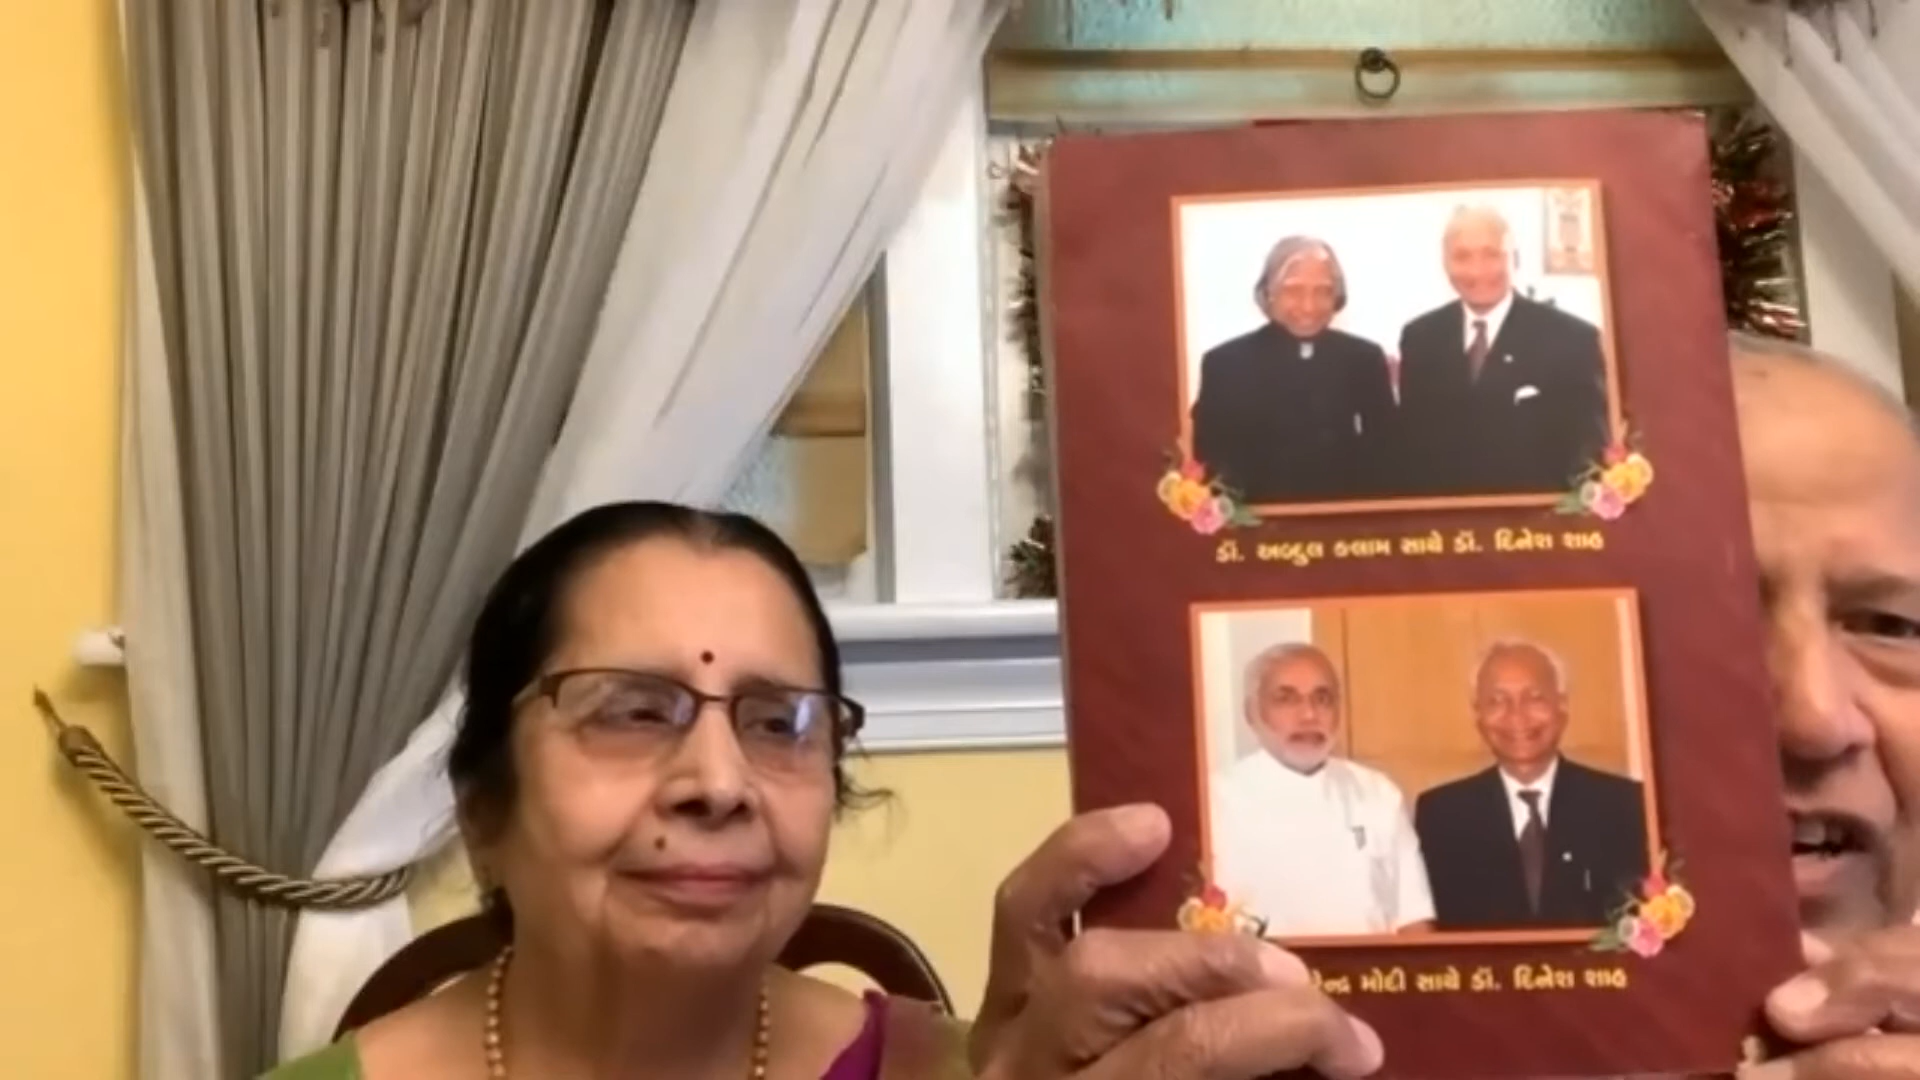 ડૉ. અબ્દુલ કલામ સાથે ડૉ. દિનેશ શાહ
મોદી સાથે ડૉ. દિનેશ શાહ